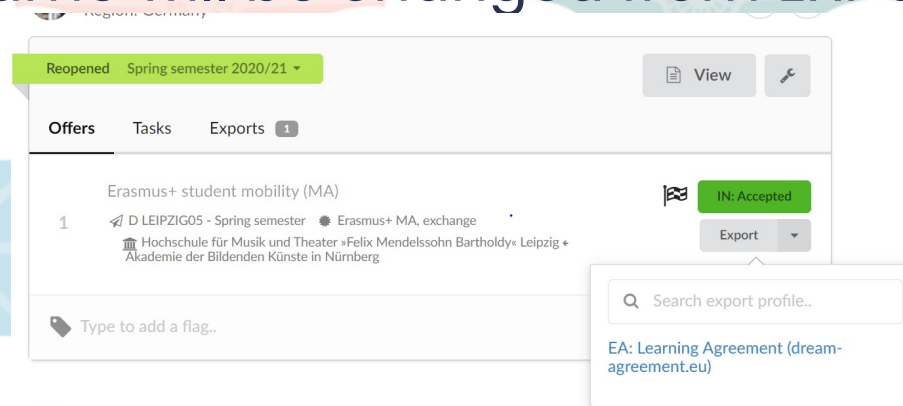 Region: Germany
Reopened Spring semester 2020/21
View
Offers Tasks Exports 1
Erasmus+ student mobility (MA)
IN: Accepted
1 D LEIPZIG05 - Spring semester Erasmus+ MA, exchange
Export
Hochschule für Musik und Theater »Felix Mendelssohn Bartholdy« Leipzig
Akademie der Bildenden Künste in Nürnberg
Search export profile..
Type to add a flag..
EA: Learning Agreement (dream-
agreement.eu)